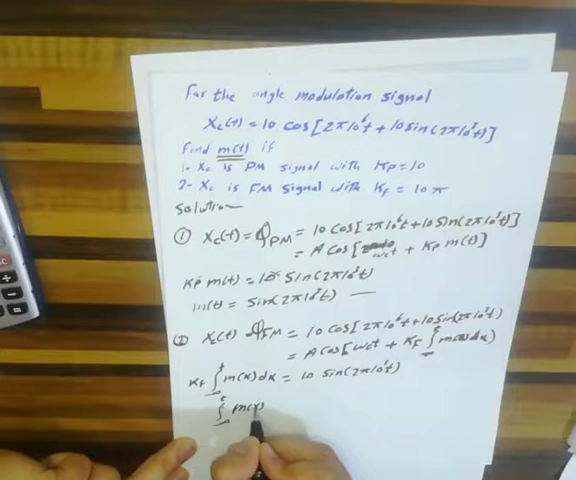 For the angle modulation signal
Xc(t) = 10 cos[2π10⁶t + 10 sin(2π10³t)]
Find m(t) if
1- Xc is PM signal with Kp = 10
2- Xc is FM signal with Kf = 10π
Solution
① Xc(t) = φPM = 10 cos[2π10⁶t + 10 sin(2π10³t)]
= A cos[ωct + Kp m(t)]
Kp m(t) = 10 sin(2π10³t)
m(t) = sin(2π10³t)
② Xc(t) φFM = 10 cos[2π10⁶t + 10 sin(2π10³t)
= A cos[ωct + Kf ∫ᵗ m(x)dx)
Kf ∫ᵗ m(x)dx = 10 sin(2π10³t)
∫ᵗ m(x)